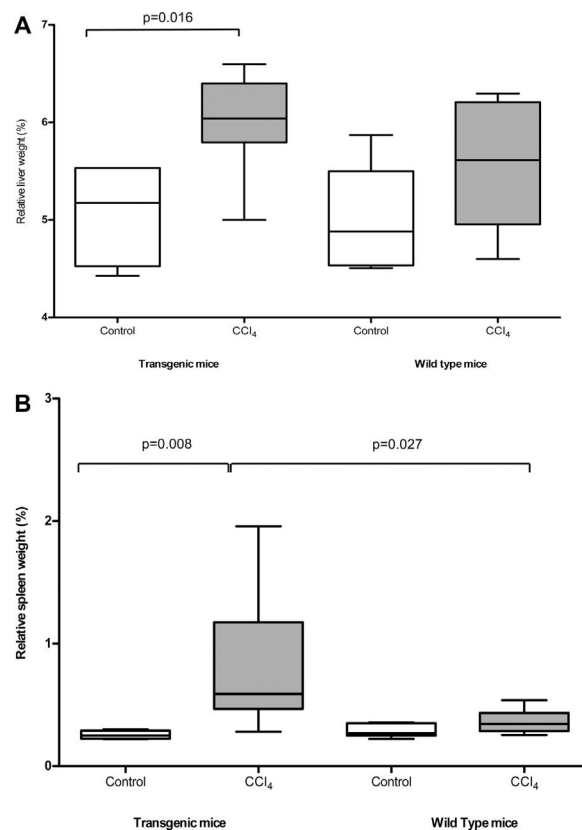 A
p=0.016
Relative liver weight (%)
7
6
5
4
Control
CCl₄
Control
CCl₄
Transgenic mice
Wild type mice
B
p=0.008
p=0.027
Relative spleen weight (%)
3
2
1
0
Control
CCl₄
Control
CCl₄
Transgenic mice
Wild Type mice